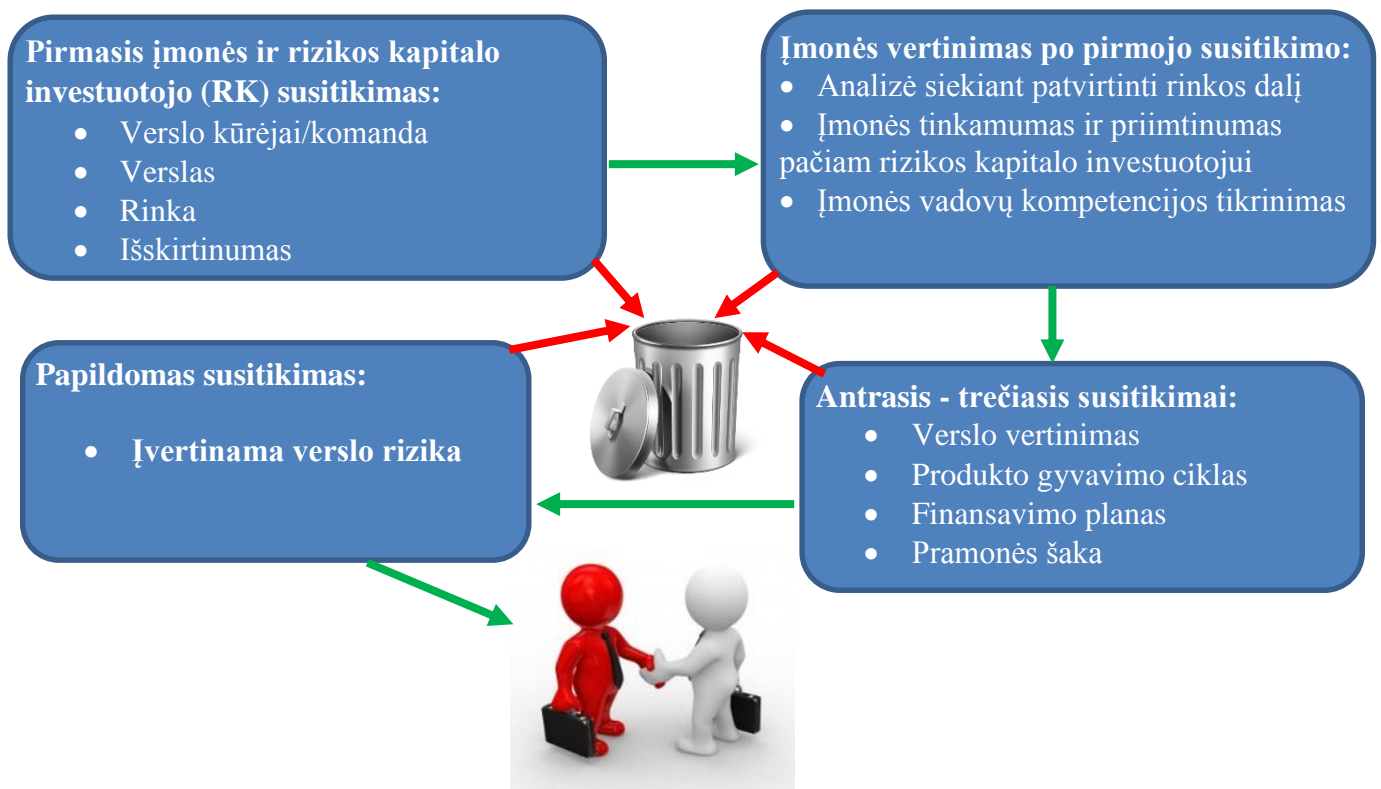 Pirmasis įmonės ir rizikos kapitalo
investuotojo (RK) susitikimas:
• Verslo kūrėjai/komanda
• Verslas
• Rinka
• Išskirtinumas
Įmonės vertinimas po pirmojo susitikimo:
• Analizė siekiant patvirtinti rinkos dalį
• Įmonės tinkamumas ir priimtinumas
pačiam rizikos kapitalo investuotojui
• Įmonės vadovų kompetencijos tikrinimas
Antrasis - trečiasis susitikimai:
• Verslo vertinimas
• Produkto gyvavimo ciklas
• Finansavimo planas
• Pramonės šaka
Papildomas susitikimas:
• Įvertinama verslo rizika